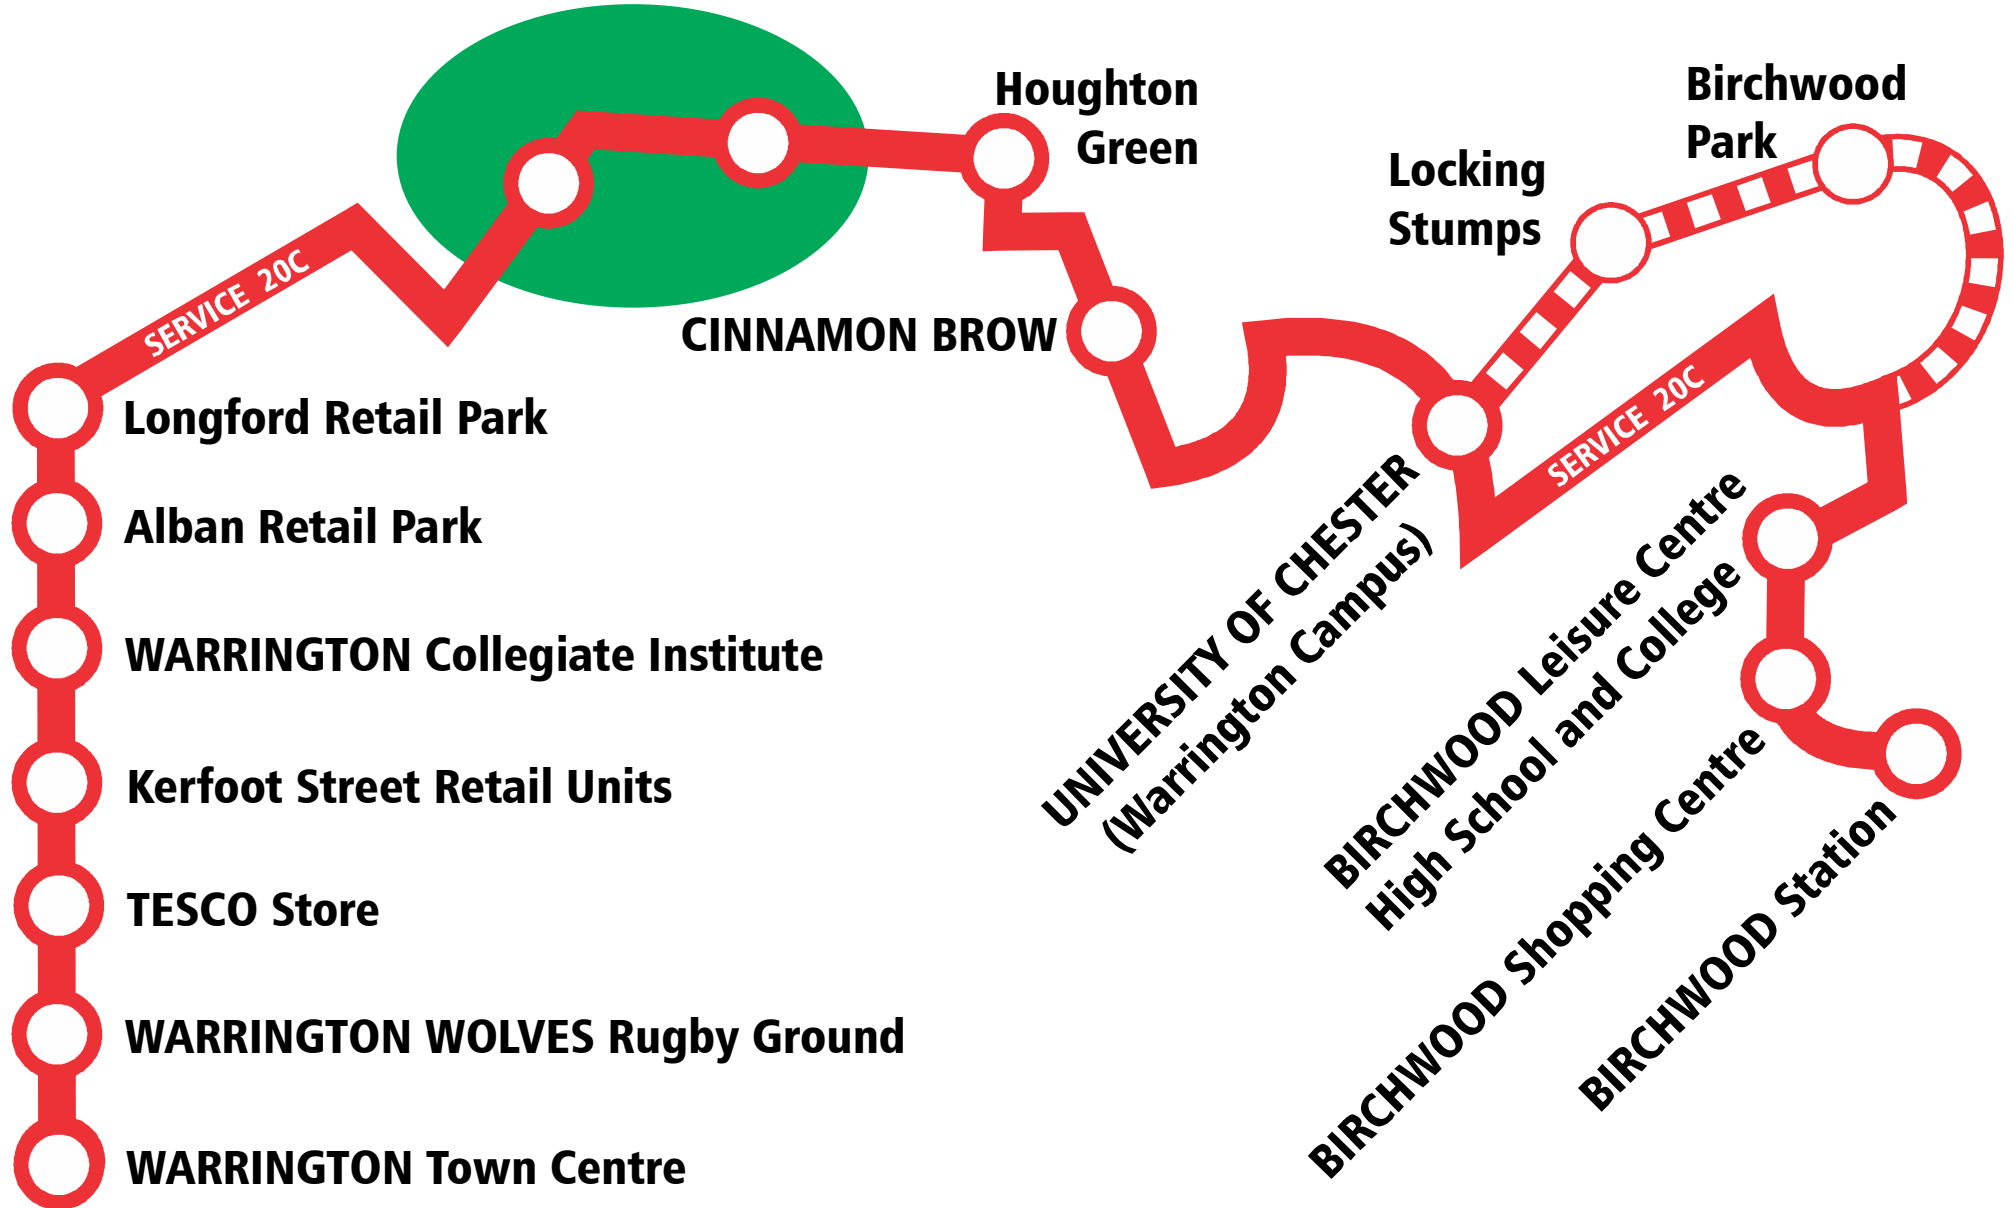 Houghton
Green
Birchwood
Park
Locking
Stumps
SERVICE 20C
CINNAMON BROW
SERVICE 20C
Longford Retail Park
Alban Retail Park
WARRINGTON Collegiate Institute
Kerfoot Street Retail Units
TESCO Store
WARRINGTON WOLVES Rugby Ground
WARRINGTON Town Centre
UNIVERSITY OF CHESTER
(Warrington Campus)
BIRCHWOOD Leisure Centre
High School and College
BIRCHWOOD Shopping Centre
BIRCHWOOD Station